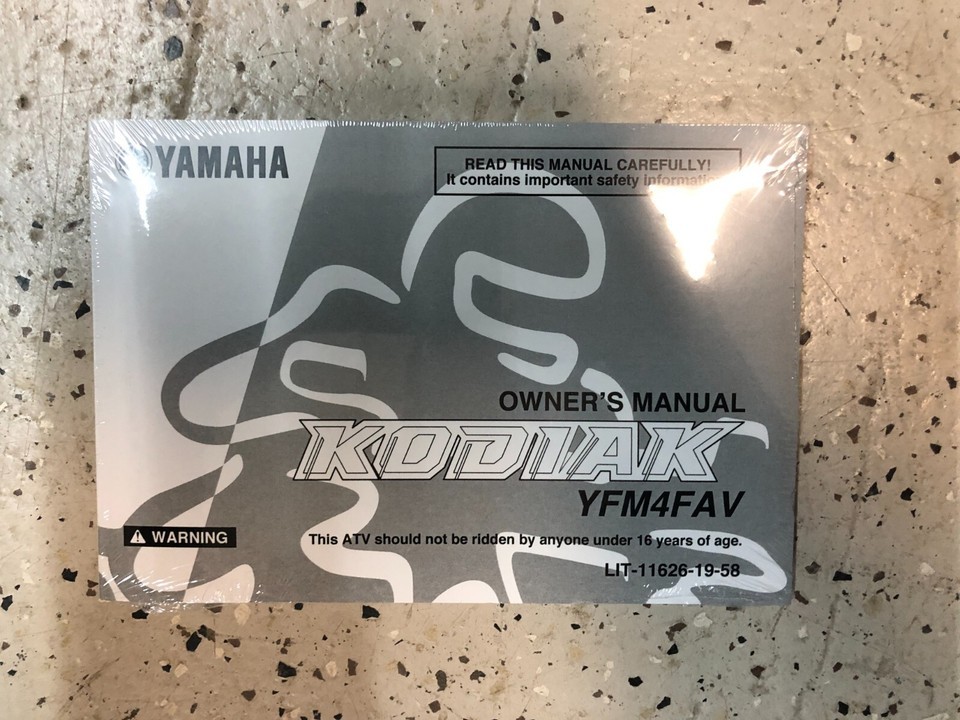 YAMAHA
READ THIS MANUAL CAREFULLY!
It contains important safety information.
OWNER'S MANUAL
KODIAK
YFM4FAV
WARNING
This ATV should not be ridden by anyone under 16 years of age.
LIT-11626-19-58